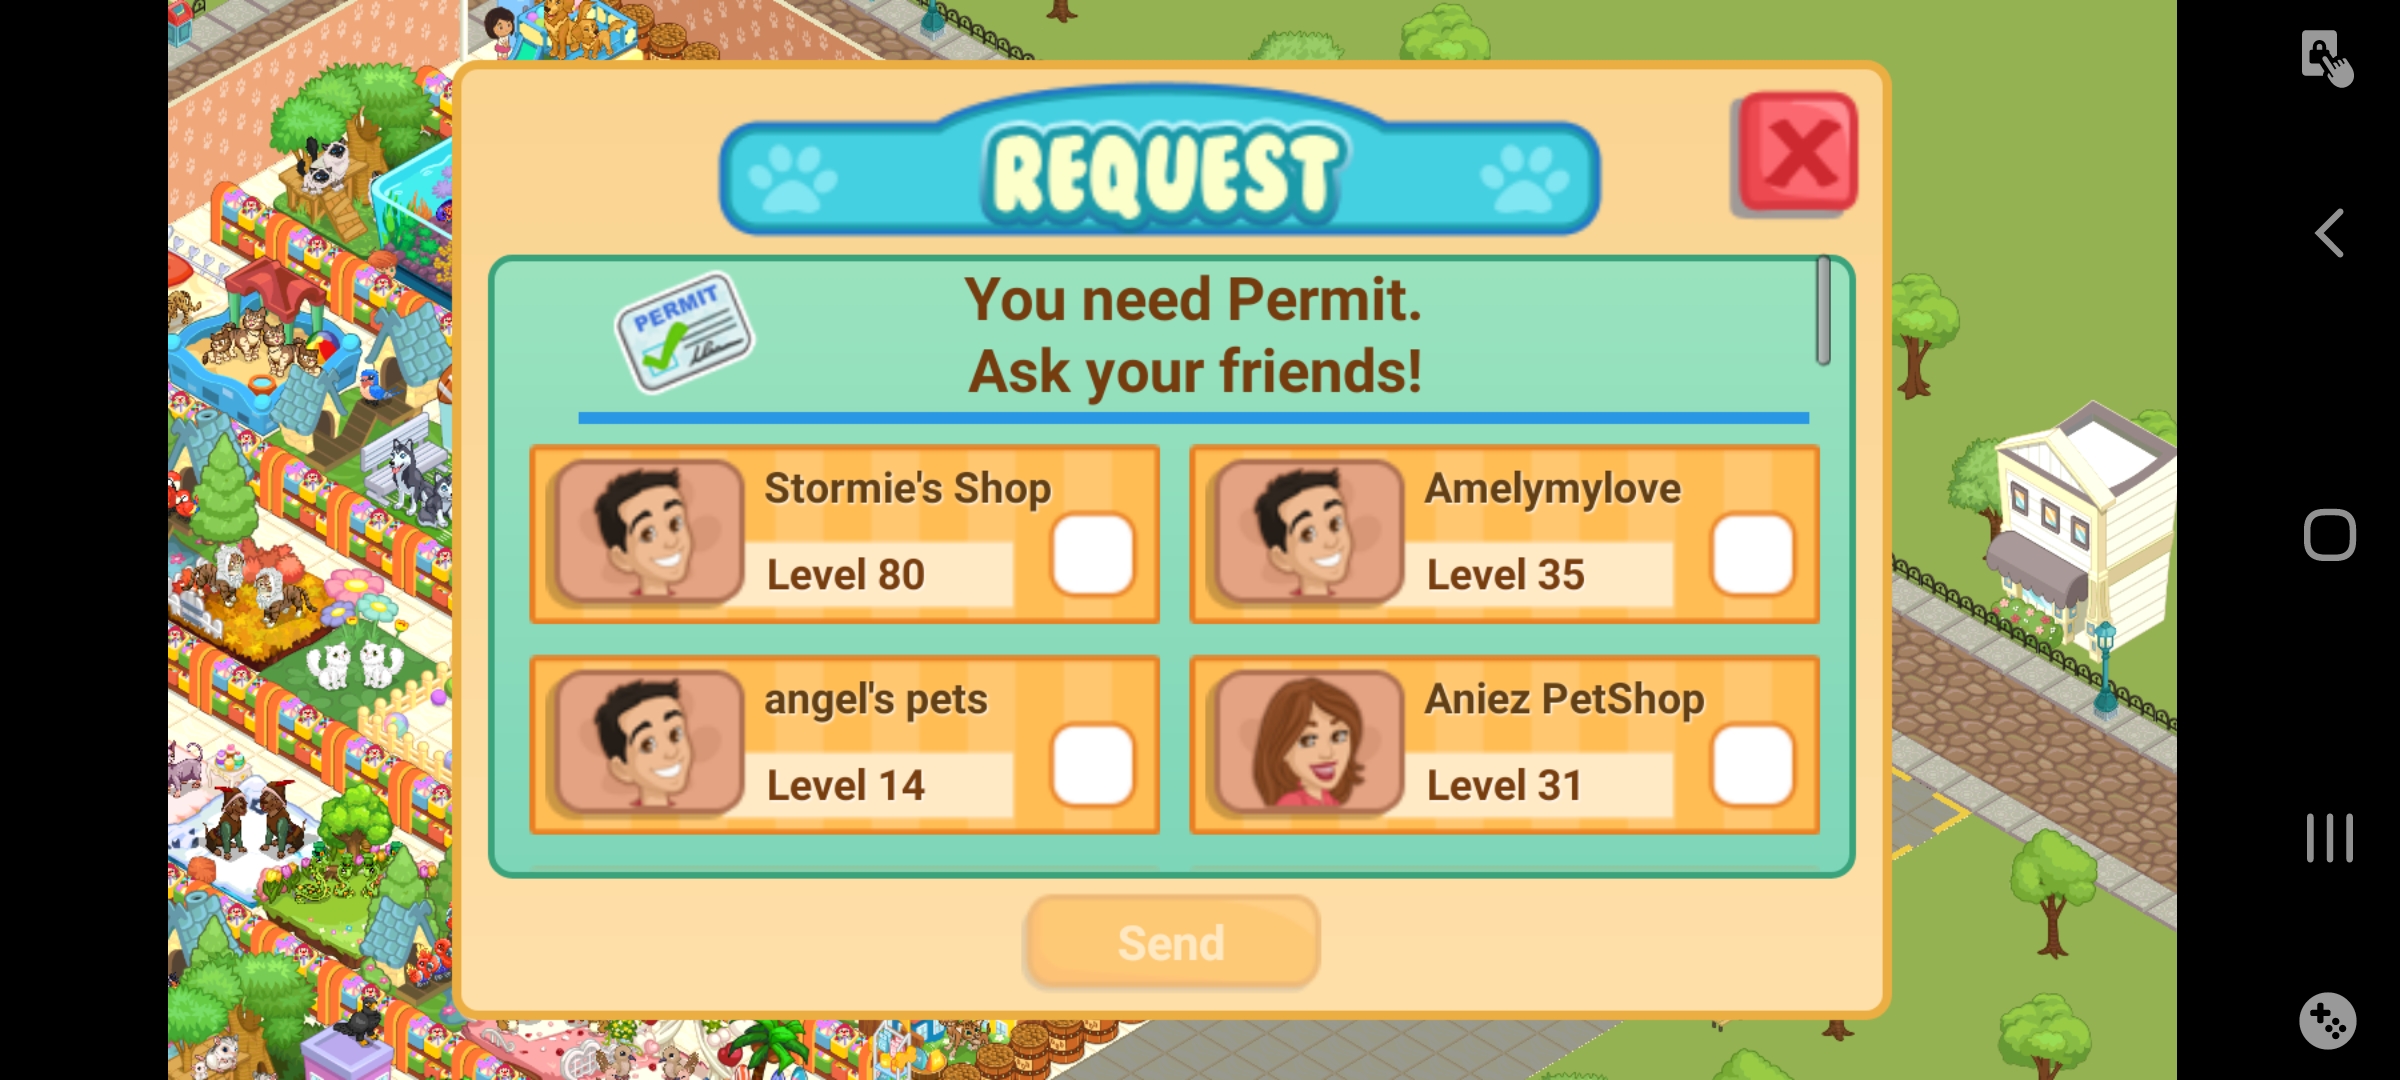 REQUEST
PERMIT
You need Permit.
Ask your friends!
Stormie's Shop
Level 80
Amelymylove
Level 35
angel's pets
Level 14
Aniez PetShop
Level 31
Send